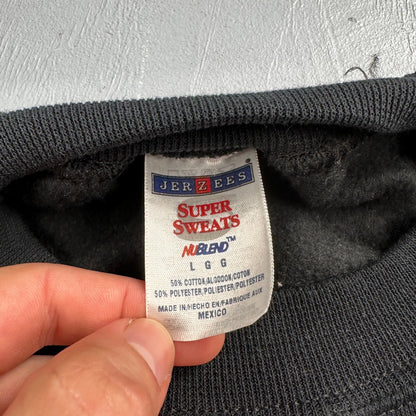 JERZEES®
SUPER
SWEATS
NUBLEND™
L G G
50% COTTON/ALGODON/COTON
50% POLYESTER/POLIESTER/POLYESTER
MADE IN/HECHO EN/FABRIQUE AUX
MEXICO